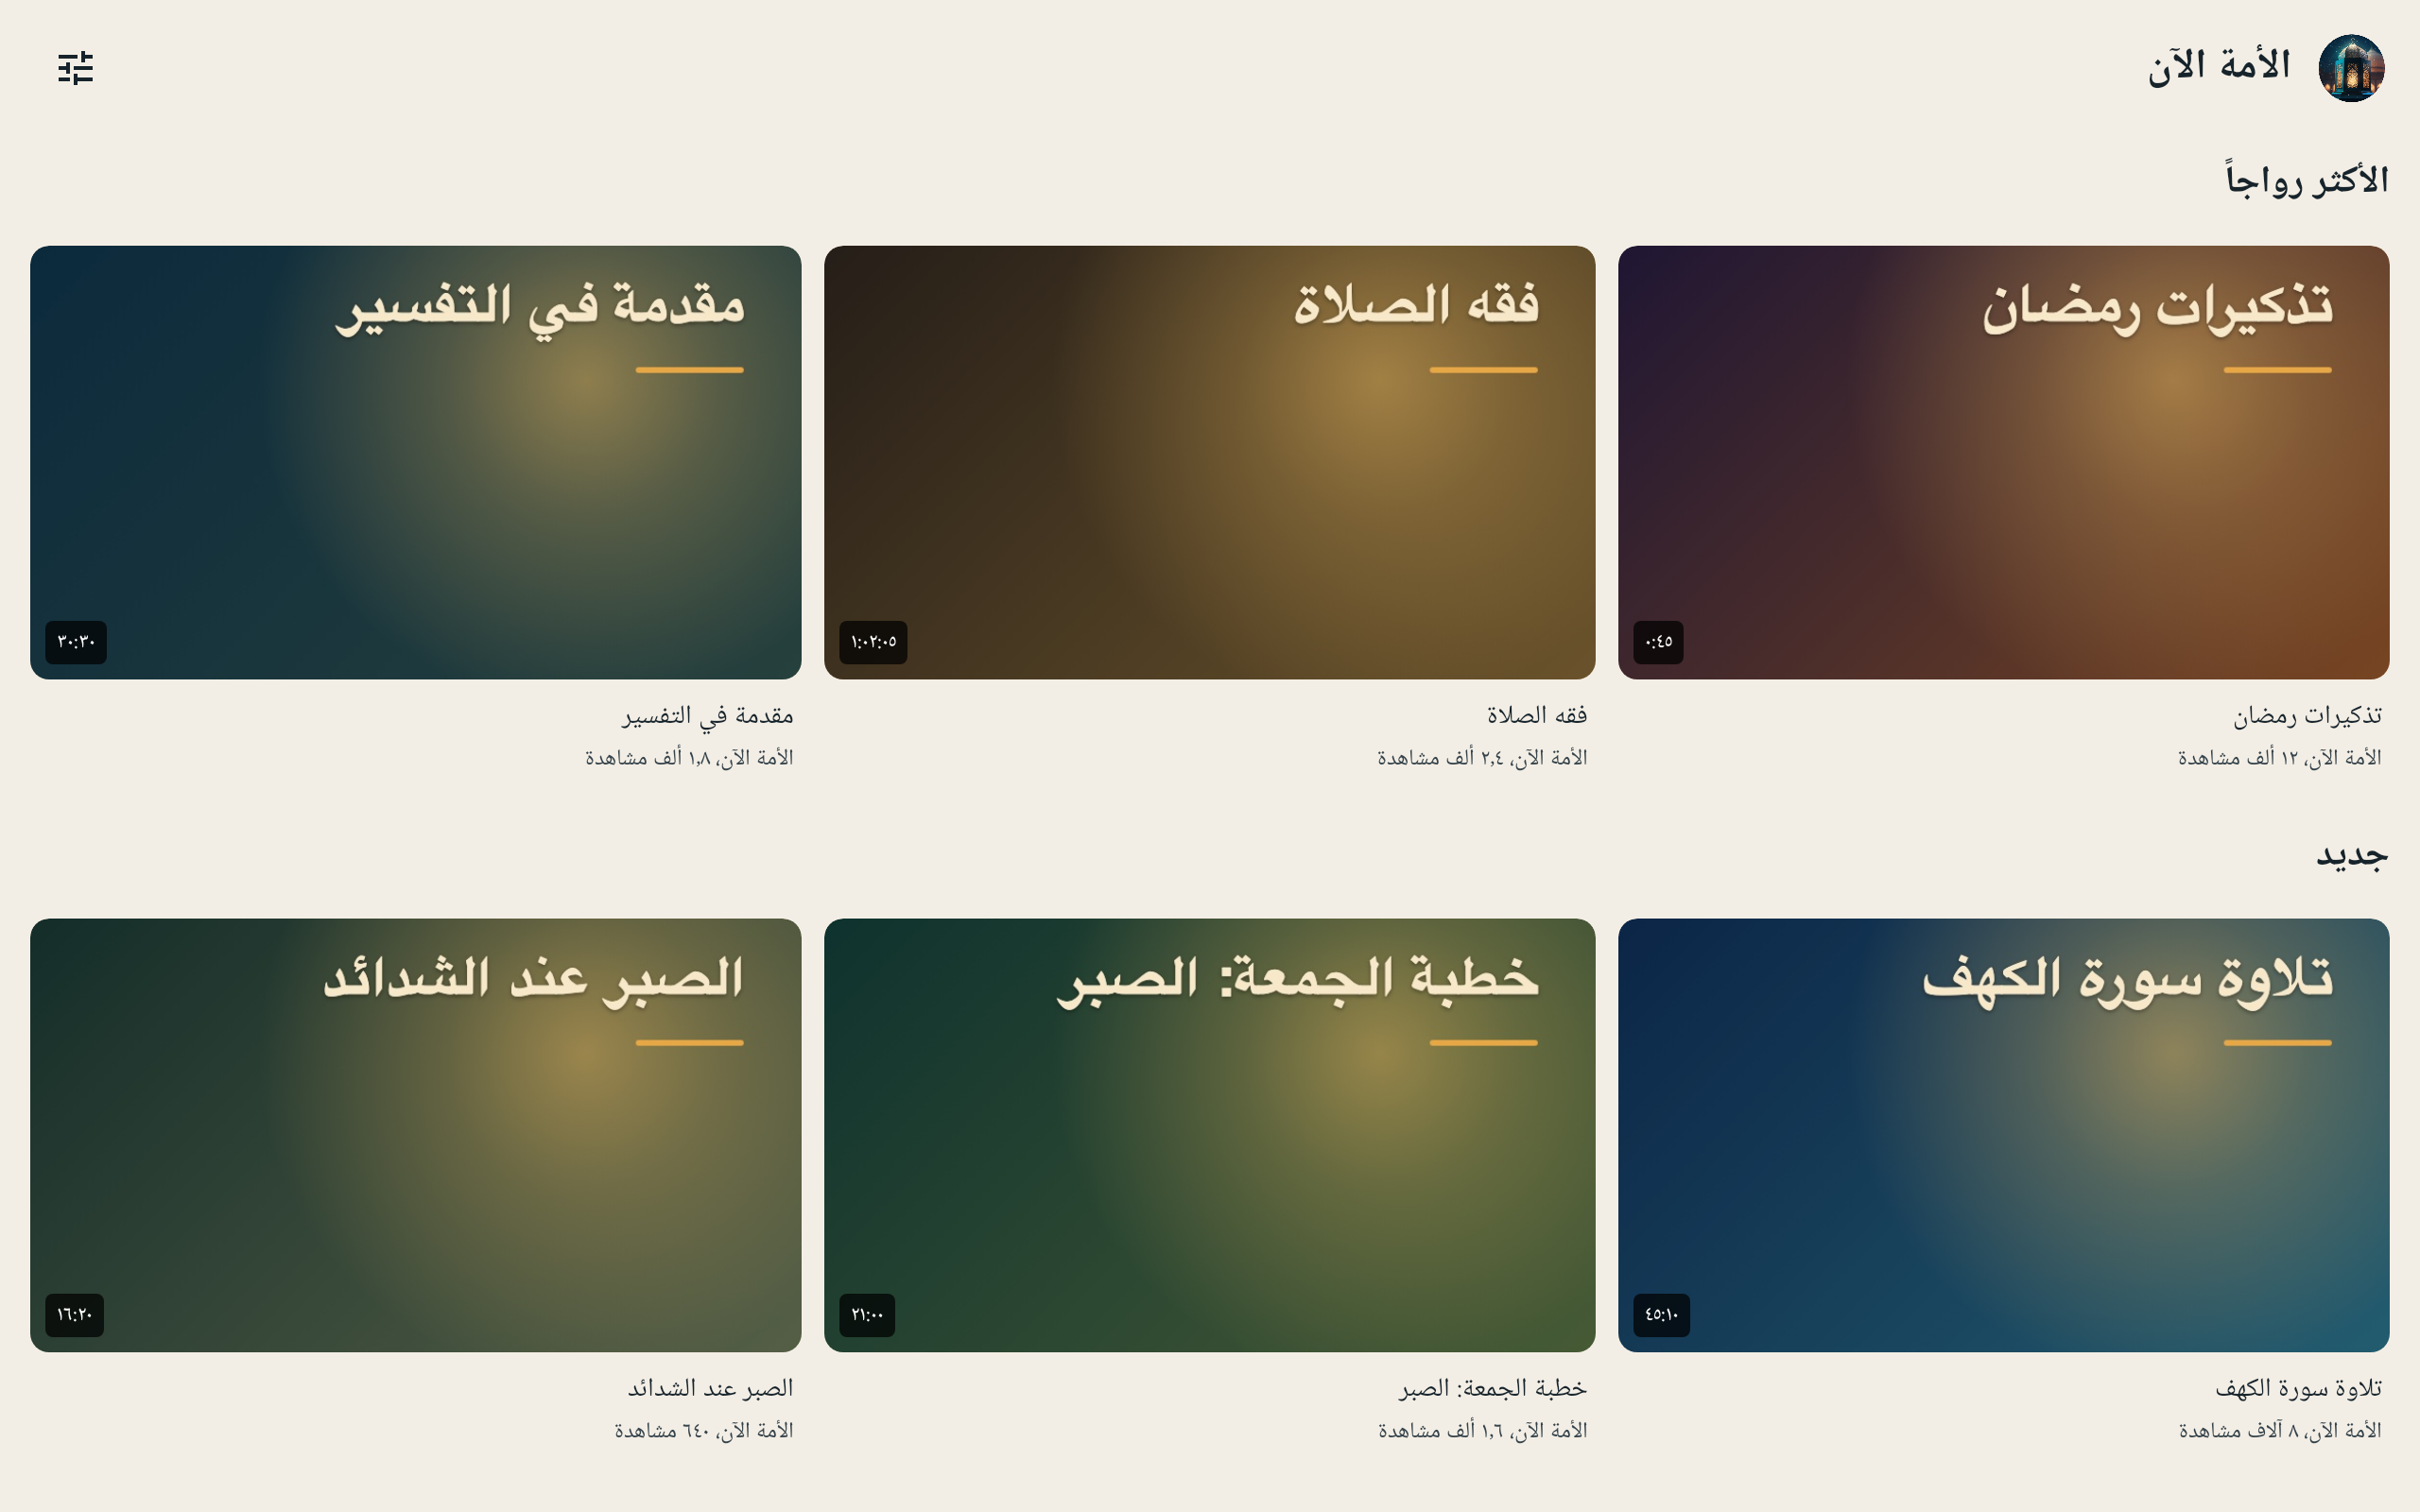 الأمة الآن
الأكثر رواجاً
تذكيرات رمضان
٠:٤٥
تذكيرات رمضان
الأمة الآن، ١٢ ألف مشاهدة
فقه الصلاة
١:٠٢:٠٥
فقه الصلاة
الأمة الآن، ٢,٤ ألف مشاهدة
مقدمة في التفسير
٣٠:٣٠
مقدمة في التفسير
الأمة الآن، ١,٨ ألف مشاهدة
جديد
تلاوة سورة الكهف
٤٥:١٠
تلاوة سورة الكهف
الأمة الآن، ٨ آلاف مشاهدة
خطبة الجمعة: الصبر
٢١:٠٠
خطبة الجمعة: الصبر
الأمة الآن، ١,٦ ألف مشاهدة
الصبر عند الشدائد
١٦:٢٠
الصبر عند الشدائد
الأمة الآن، ٦٤٠ مشاهدة